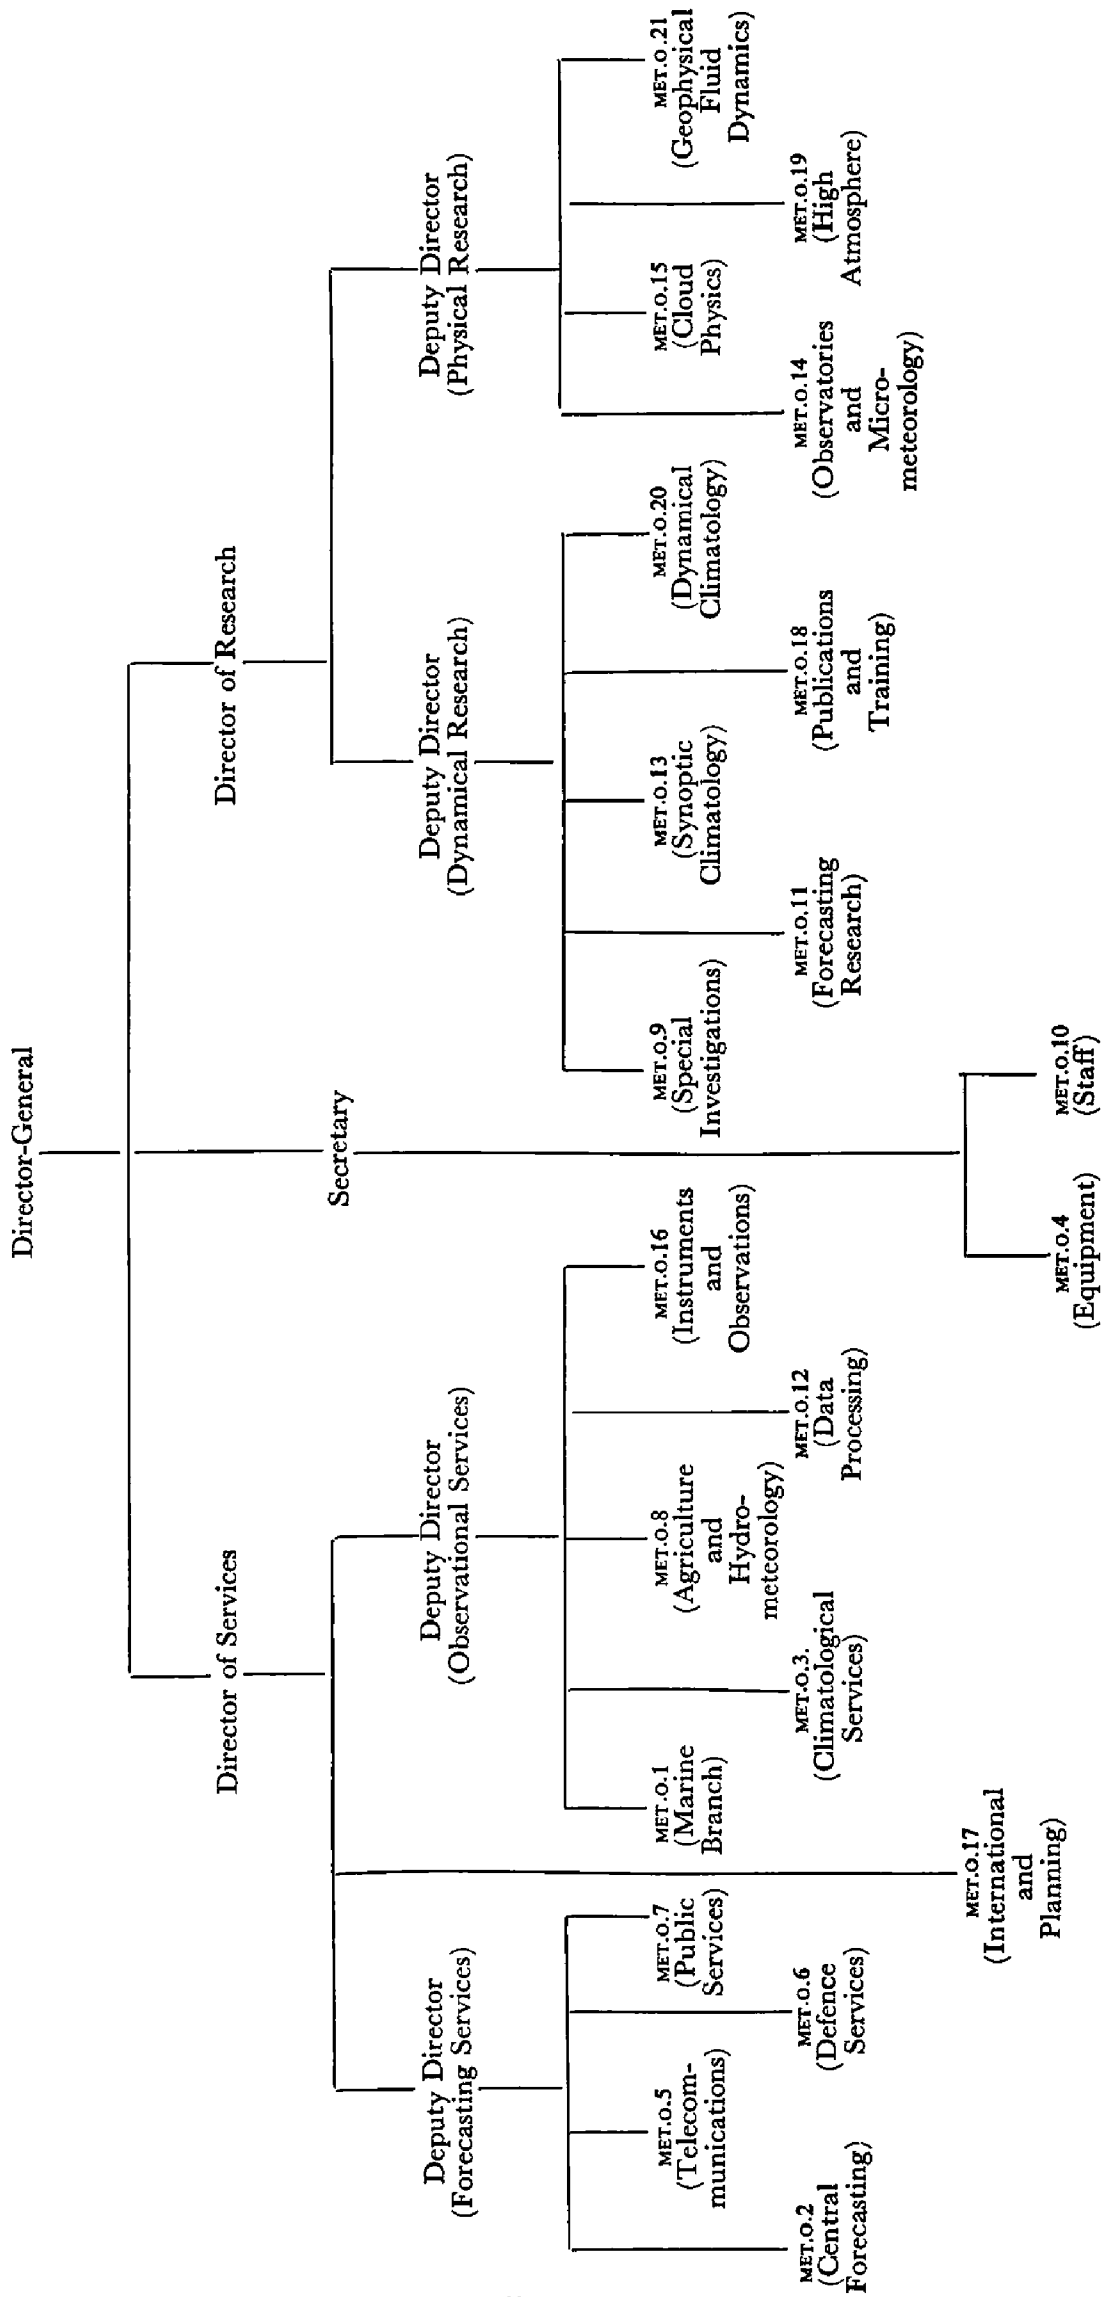 Director-General
Director of Services
Secretary
Director of Research
Deputy Director
(Forecasting Services)
Deputy Director
(Observational Services)
Deputy Director
(Dynamical Research)
Deputy Director
(Physical Research)
MET.O.2
(Central
Forecasting)
MET.O.5
(Telecom-
munications)
MET.O.6
(Defence
Services)
MET.O.7
(Public
Services)
MET.O.17
(International
and
Planning)
MET.O.1
(Marine
Branch)
MET.O.3.
(Climatological
Services)
MET.O.8
(Agriculture
and
Hydro-
meteorology)
MET.O.12
(Data
Processing)
MET.O.16
(Instruments
and
Observations)
MET.O.4
(Equipment)
MET.O.10
(Staff)
MET.O.9
(Special
Investigations)
MET.O.11
(Forecasting
Research)
MET.O.13
(Synoptic
Climatology)
MET.O.18
(Publications
and
Training)
MET.O.20
(Dynamical
Climatology)
MET.O.14
(Observatories
and
Micro-
meteorology)
MET.O.15
(Cloud
Physics)
MET.O.19
(High
Atmosphere)
MET.O.21
(Geophysical
Fluid
Dynamics)